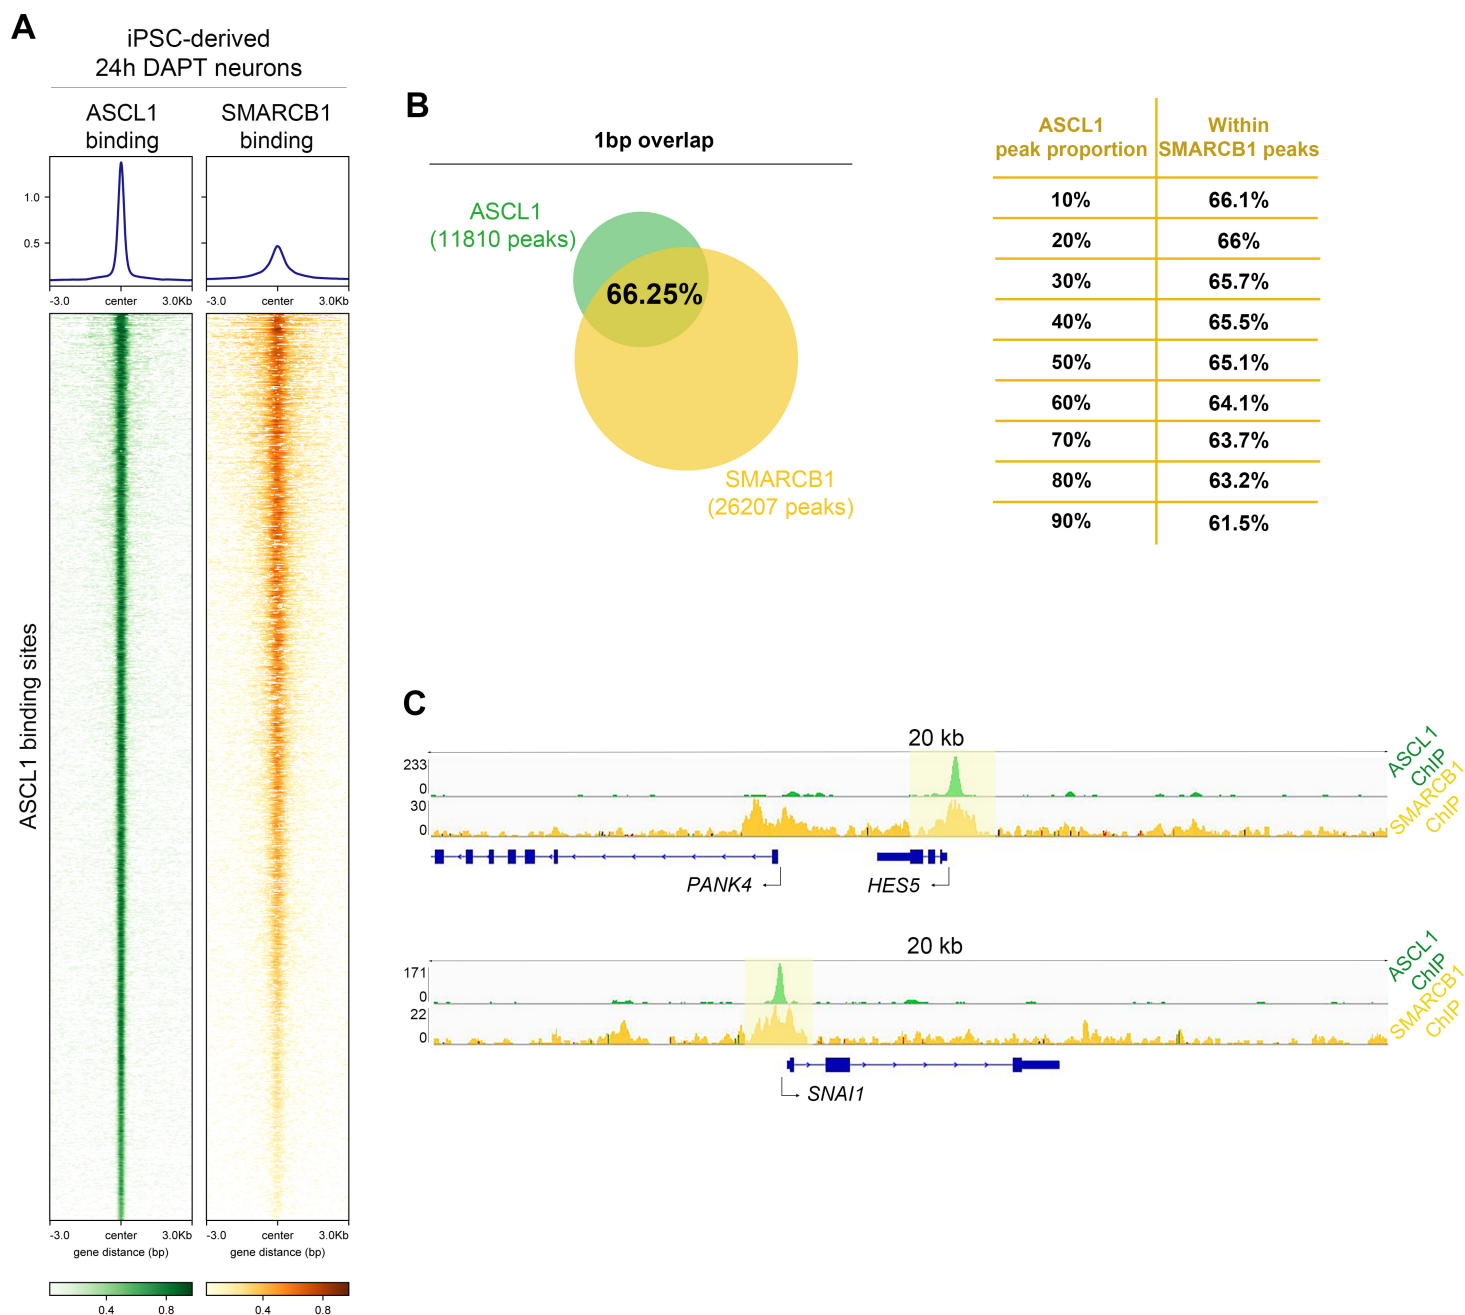 A
iPSC-derived
24h DAPT neurons
ASCL1
binding
SMARCB1
binding
1.0
0.5
-3.0 center 3.0Kb
-3.0 center 3.0Kb
ASCL1 binding sites
-3.0 center 3.0Kb
gene distance (bp)
-3.0 center 3.0Kb
gene distance (bp)
0.4 0.8
0.4 0.8
B
1bp overlap
ASCL1
(11810 peaks)
66.25%
SMARCB1
(26207 peaks)
ASCL1
peak proportion
Within
SMARCB1 peaks
10% 66.1%
20% 66%
30% 65.7%
40% 65.5%
50% 65.1%
60% 64.1%
70% 63.7%
80% 63.2%
90% 61.5%
C
20 kb
233
0
30
0
ASCL1
ChIP
SMARCB1
ChIP
PANK4
HES5
20 kb
171
0
22
0
ASCL1
ChIP
SMARCB1
ChIP
SNAI1